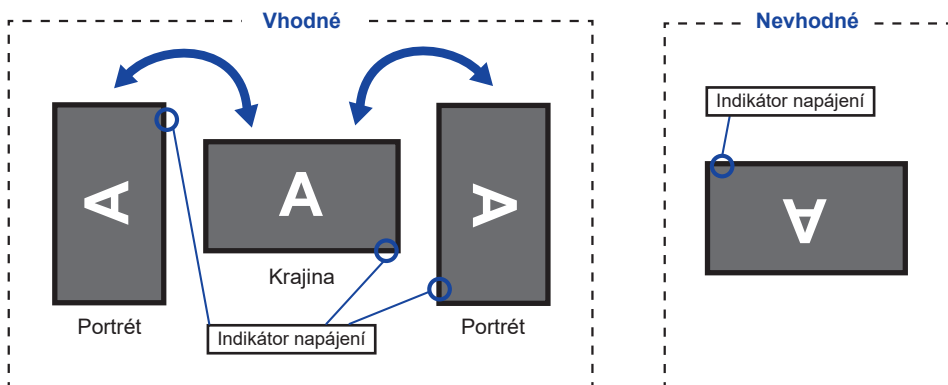 Vhodné
Nevhodné
Indikátor napájení
A
A
A
A
Krajina
Portrét
Indikátor napájení
Portrét